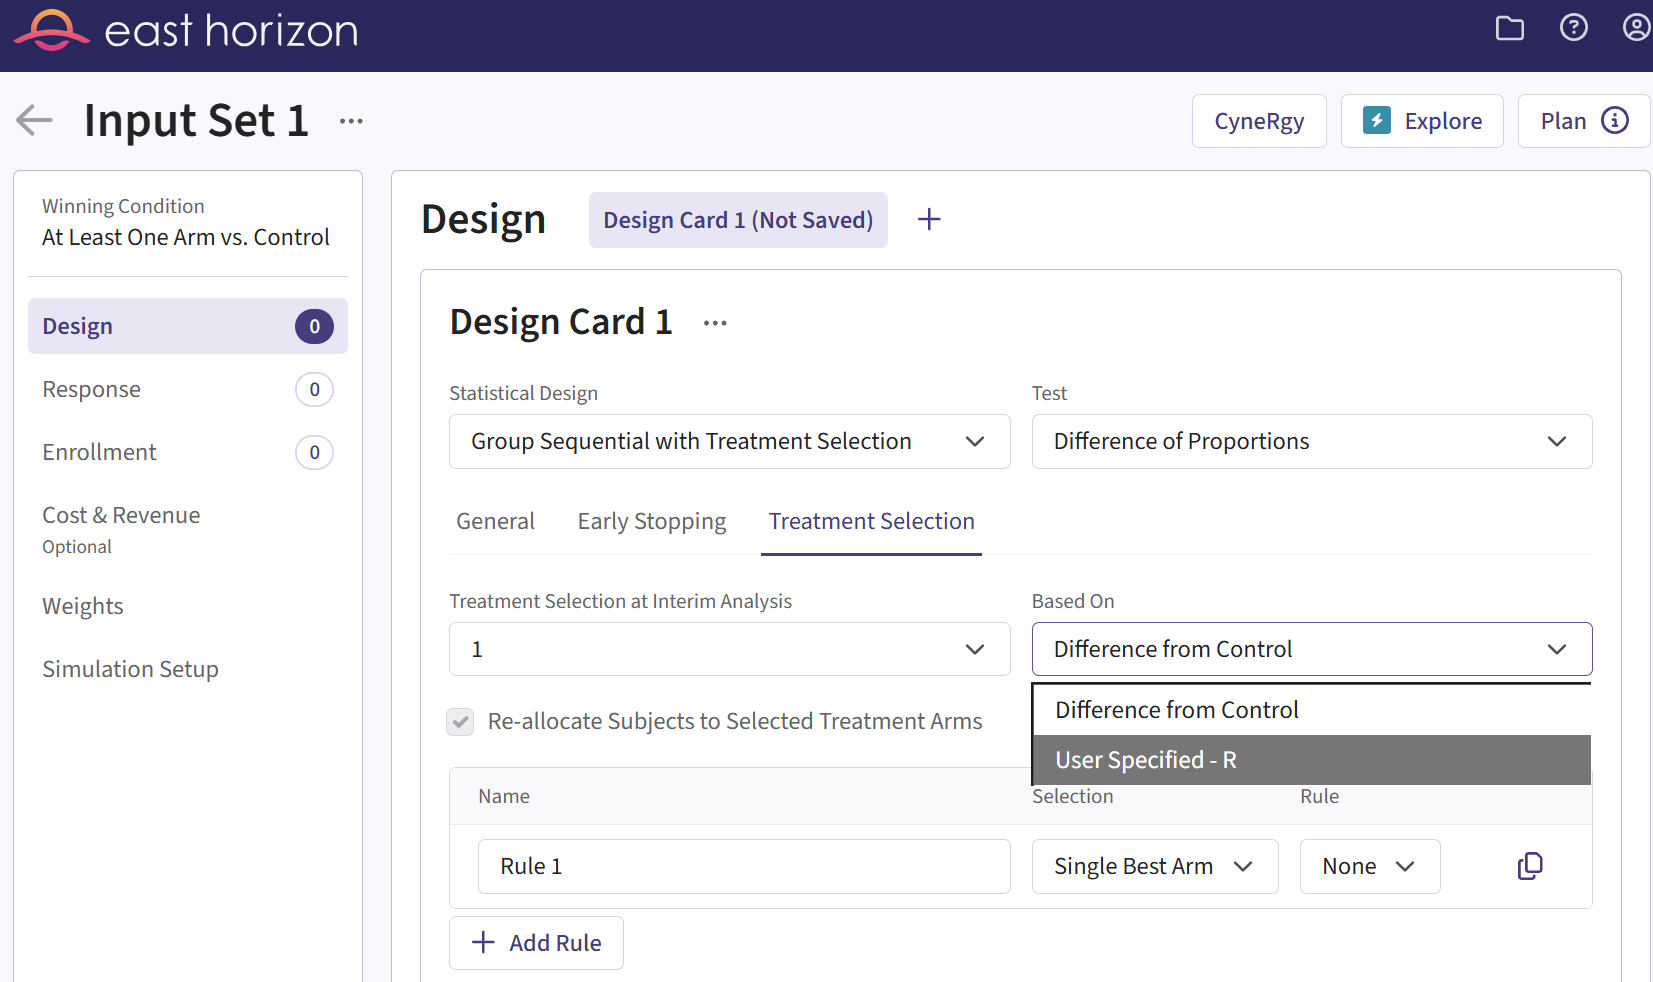 east horizon
Input Set 1
CyneRgy
Explore
Plan
Winning Condition
At Least One Arm vs. Control
Design 0
Response 0
Enrollment 0
Cost & Revenue
Optional
Weights
Simulation Setup
Design
Design Card 1 (Not Saved)
Design Card 1
Statistical Design
Test
Group Sequential with Treatment Selection
Difference of Proportions
General
Early Stopping
Treatment Selection
Treatment Selection at Interim Analysis
Based On
1
Difference from Control
Difference from Control
User Specified - R
Re-allocate Subjects to Selected Treatment Arms
Name
Selection
Rule
Rule 1
Single Best Arm
None
Add Rule